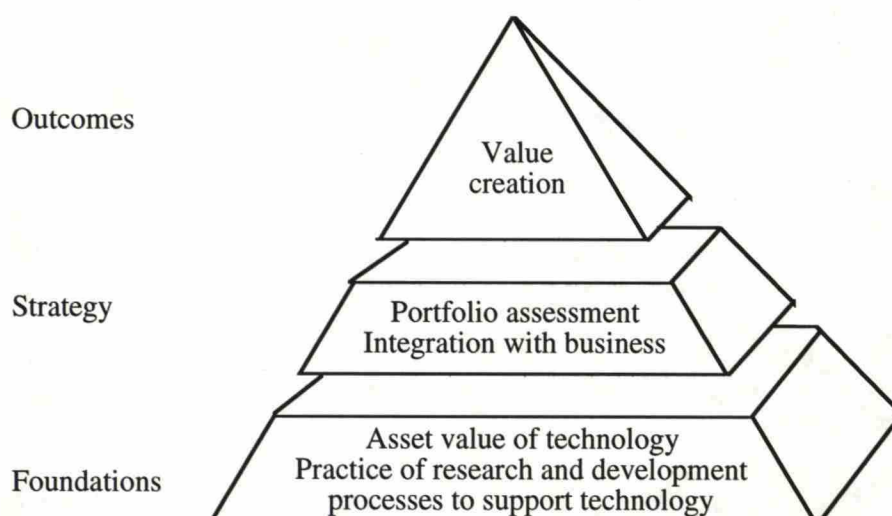 Outcomes
Value
creation
Strategy
Portfolio assessment
Integration with business
Foundations
Asset value of technology
Practice of research and development
processes to support technology